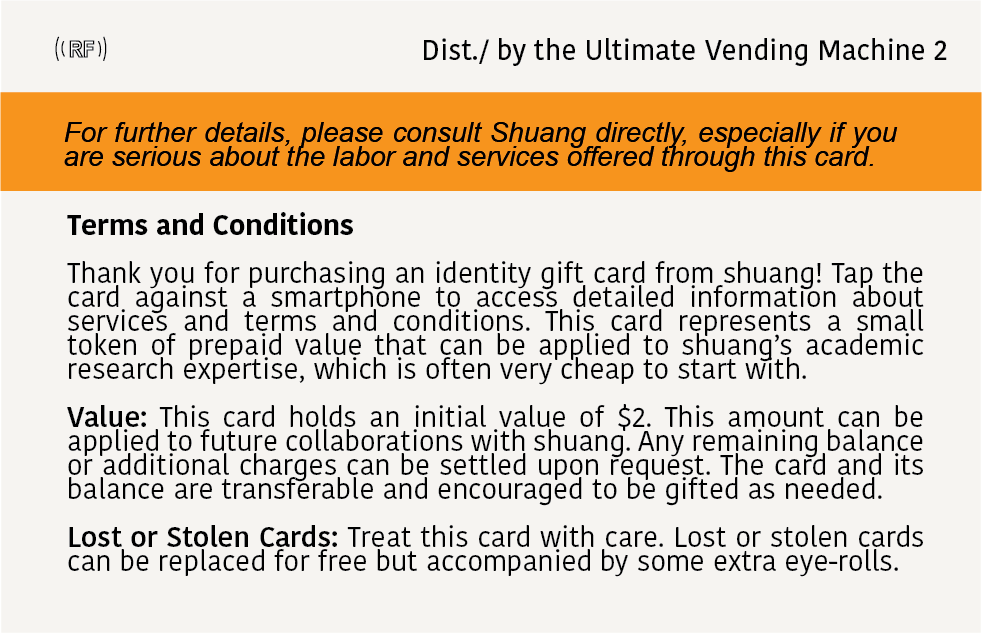 ((RF))
Dist./ by the Ultimate Vending Machine 2
For further details, please consult Shuang directly, especially if you
are serious about the labor and services offered through this card.
Terms and Conditions
Thank you for purchasing an identity gift card from shuang! Tap the
card against a smartphone to access detailed information about
services and terms and conditions. This card represents a small
token of prepaid value that can be applied to shuang’s academic
research expertise, which is often very cheap to start with.
Value: This card holds an initial value of $2. This amount can be
applied to future collaborations with shuang. Any remaining balance
or additional charges can be settled upon request. The card and its
balance are transferable and encouraged to be gifted as needed.
Lost or Stolen Cards: Treat this card with care. Lost or stolen cards
can be replaced for free but accompanied by some extra eye-rolls.